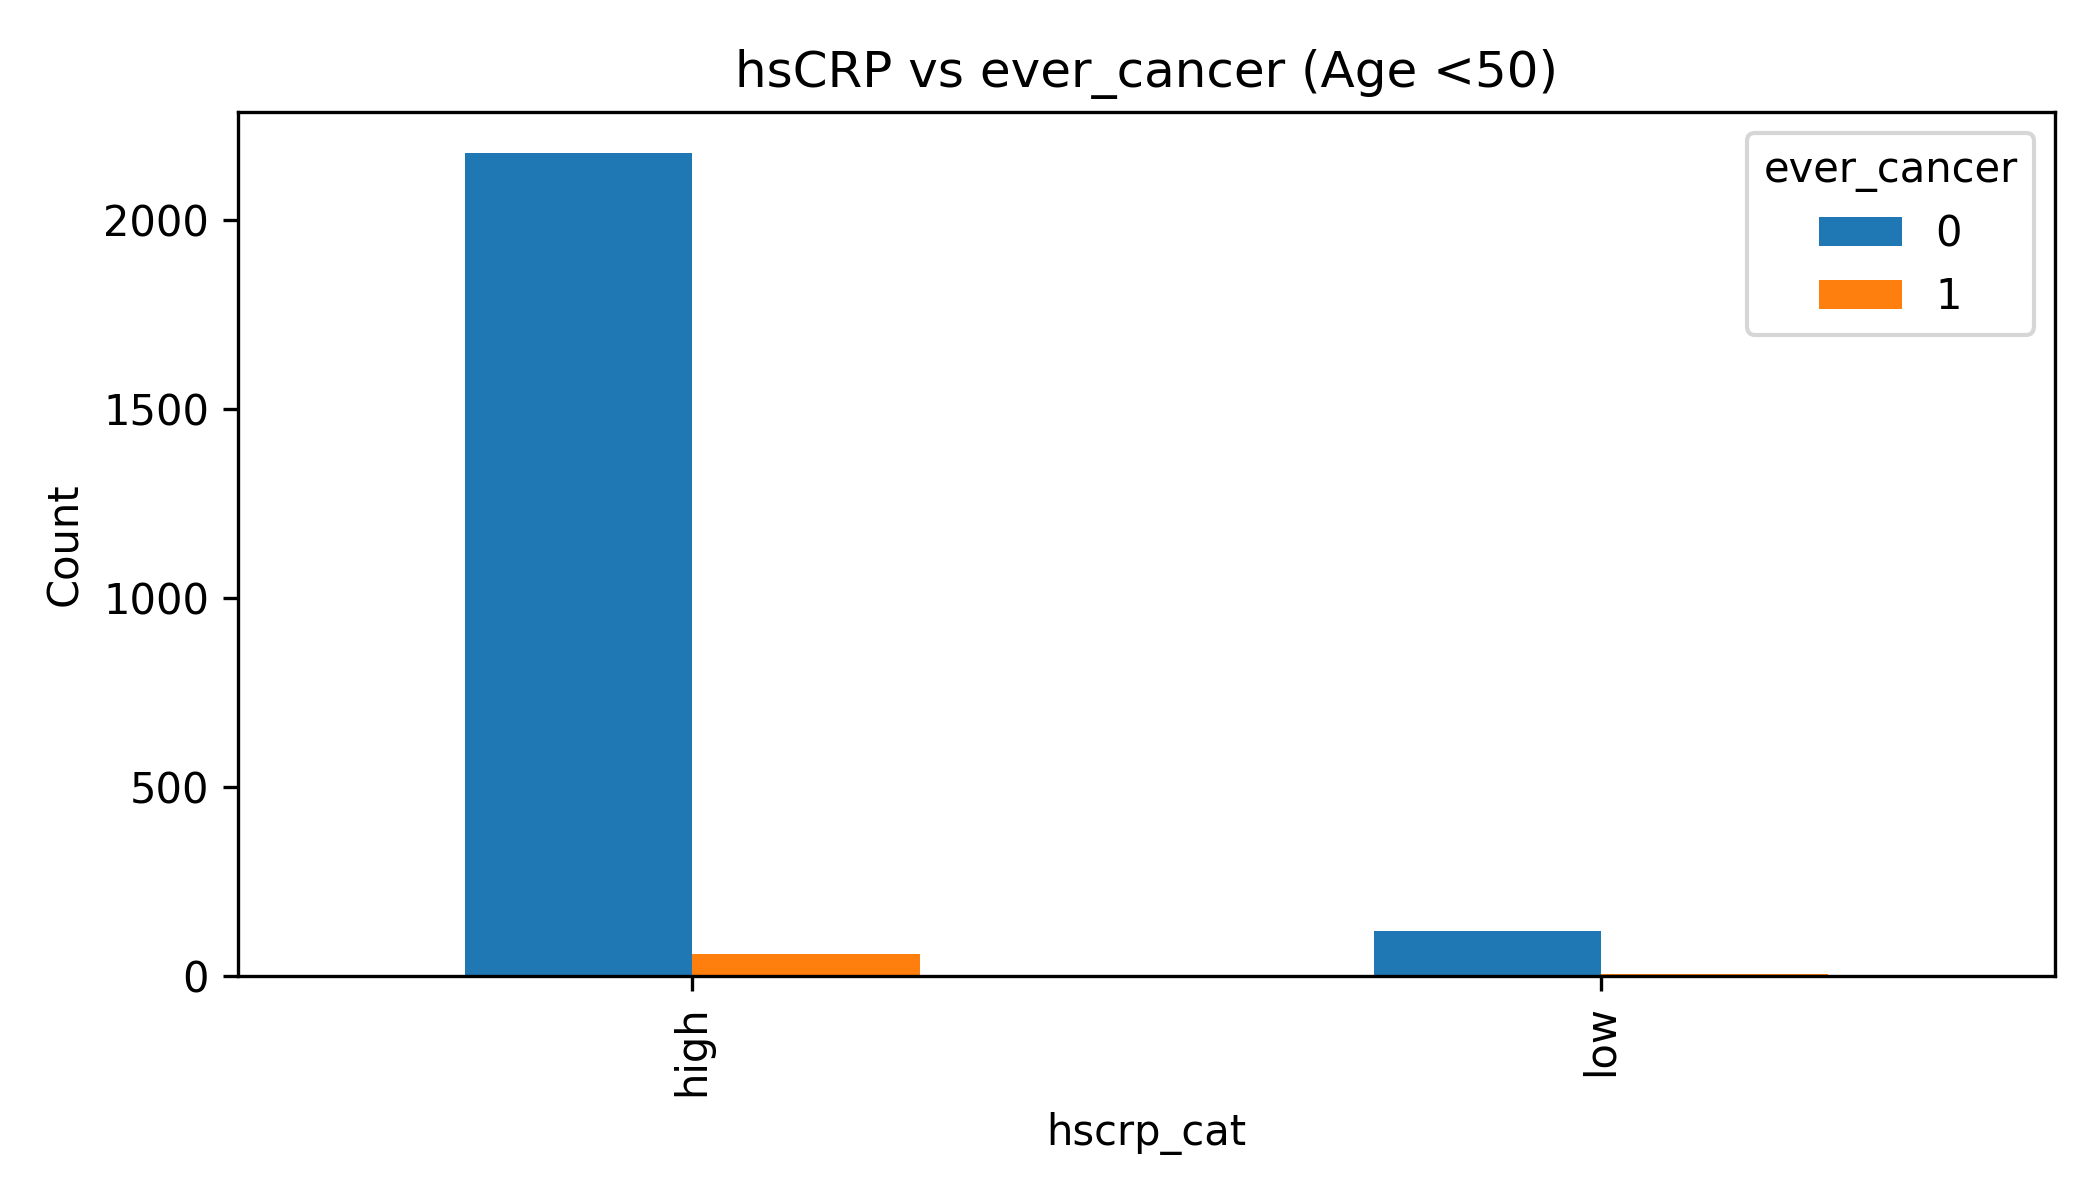 hsCRP vs ever_cancer (Age <50)
ever_cancer
0
1
Count
2000
1500
1000
500
0
high
low
hscrp_cat